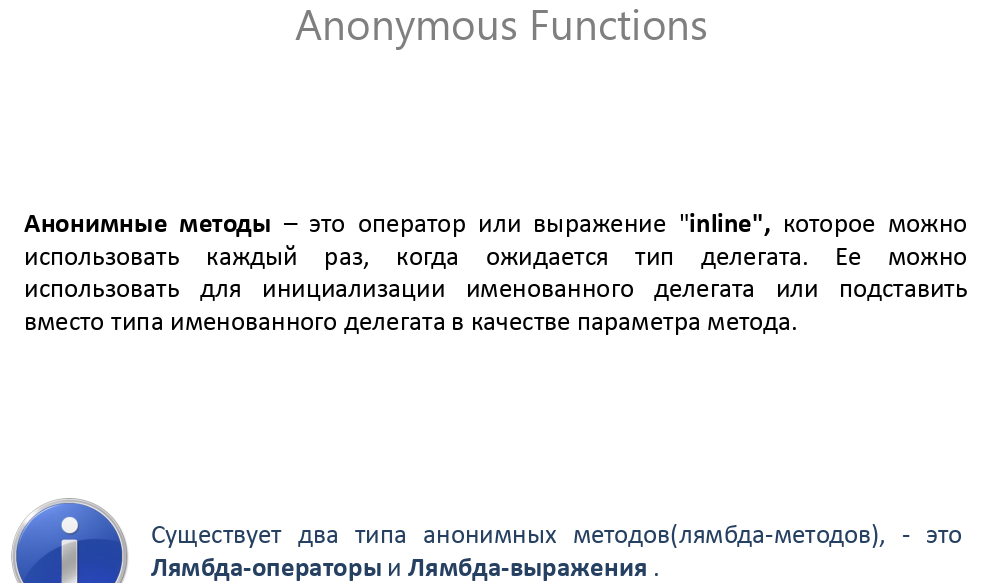 Anonymous Functions
Анонимные методы – это оператор или выражение "inline", которое можно
использовать каждый раз, когда ожидается тип делегата. Ее можно
использовать для инициализации именованного делегата или подставить
вместо типа именованного делегата в качестве параметра метода.
Существует два типа анонимных методов(лямбда-методов), - это
Лямбда-операторы и Лямбда-выражения .